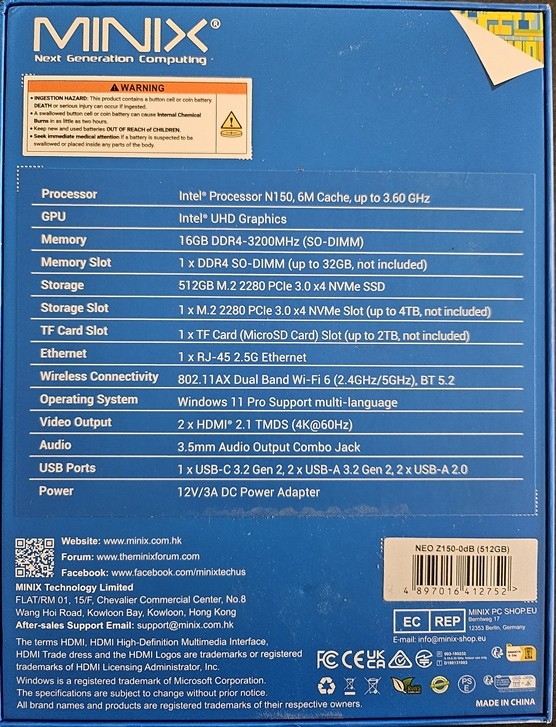 MINIX®
Next Generation Computing
WARNING
• INGESTION HAZARD: This product contains a button cell or coin battery.
DEATH or serious injury can occur if ingested.
• A swallowed button cell or coin battery can cause Internal Chemical
Burns in as little as two hours.
• Keep new and used batteries OUT OF REACH of CHILDREN.
• Seek immediate medical attention if a battery is suspected to be
swallowed or placed inside any parts of the body.
Processor Intel® Processor N150, 6M Cache, up to 3.60 GHz
GPU Intel® UHD Graphics
Memory 16GB DDR4-3200MHz (SO-DIMM)
Memory Slot 1 x DDR4 SO-DIMM (up to 32GB, not included)
Storage 512GB M.2 2280 PCIe 3.0 x4 NVMe SSD
Storage Slot 1 x M.2 2280 PCIe 3.0 x4 NVMe Slot (up to 4TB, not included)
TF Card Slot 1 x TF Card (MicroSD Card) Slot (up to 2TB, not included)
Ethernet 1 x RJ-45 2.5G Ethernet
Wireless Connectivity 802.11AX Dual Band Wi-Fi 6 (2.4GHz/5GHz), BT 5.2
Operating System Windows 11 Pro Support multi-language
Video Output 2 x HDMI® 2.1 TMDS (4K@60Hz)
Audio 3.5mm Audio Output Combo Jack
USB Ports 1 x USB-C 3.2 Gen 2, 2 x USB-A 3.2 Gen 2, 2 x USB-A 2.0
Power 12V/3A DC Power Adapter
Website: www.minix.com.hk
Forum: www.theminixforum.com
Facebook: www.facebook.com/minixtechus
MINIX Technology Limited
FLAT/RM 01, 15/F, Chevalier Commercial Center, No.8
Wang Hoi Road, Kowloon Bay, Kowloon, Hong Kong
After-sales Support Email: support@minix.com.hk
The terms HDMI, HDMI High-Definition Multimedia Interface,
HDMI Trade dress and the HDMI Logos are trademarks or registered
trademarks of HDMI Licensing Administrator, Inc.
Windows is a registered trademark of Microsoft Corporation.
The specifications are subject to change without prior notice.
All brand names and products are registered trademarks of their respective owners.
NEO Z150-0dB (512GB)
4 897016 412752 >
EC REP
MINIX PC SHOP.EU
Berntweg 17
12353 Berlin, Germany
E-mail: info@minix-shop.eu
FC CE UKCA
PSE
MADE IN CHINA